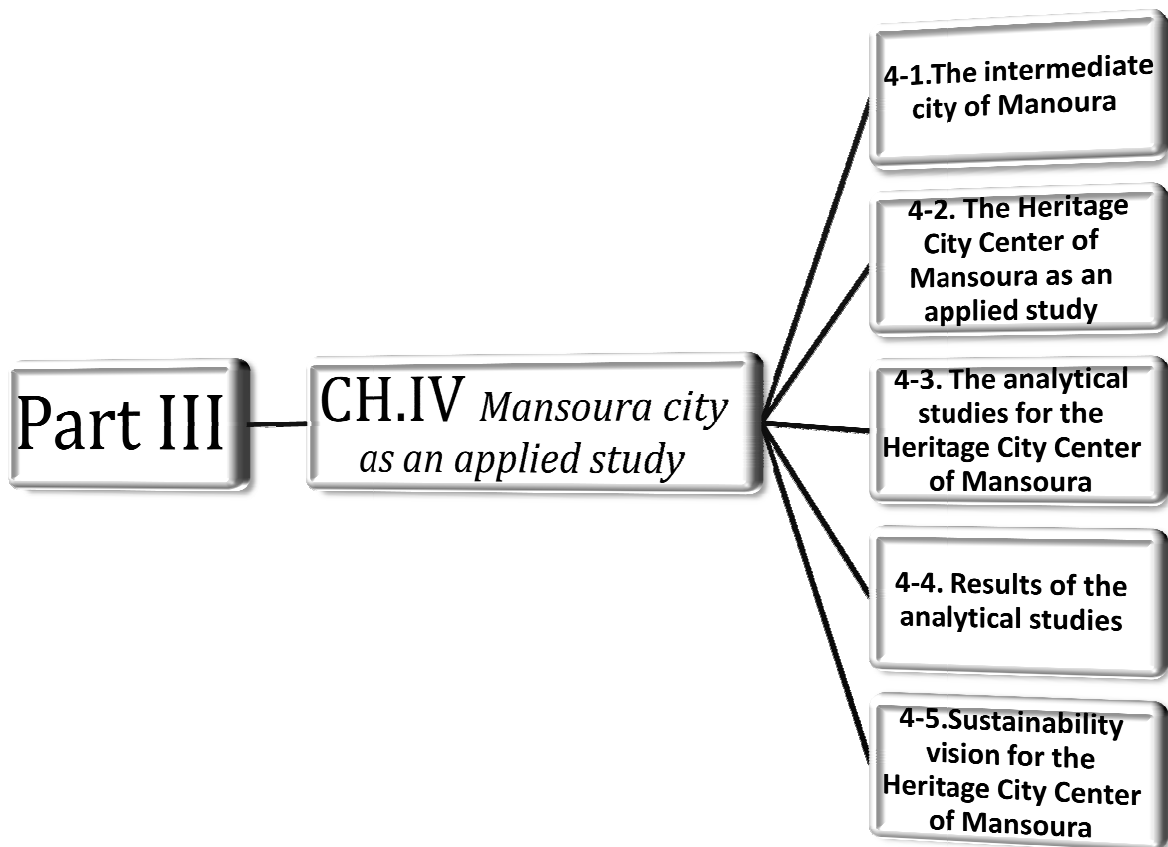 Part III
CH.IV Mansoura city
as an applied study
4-1.The intermediate
city of Manoura
4-2. The Heritage
City Center of
Mansoura as an
applied study
4-3. The analytical
studies for the
Heritage City Center
of Mansoura
4-4. Results of the
analytical studies
4-5.Sustainability
vision for the
Heritage City Center
of Mansoura